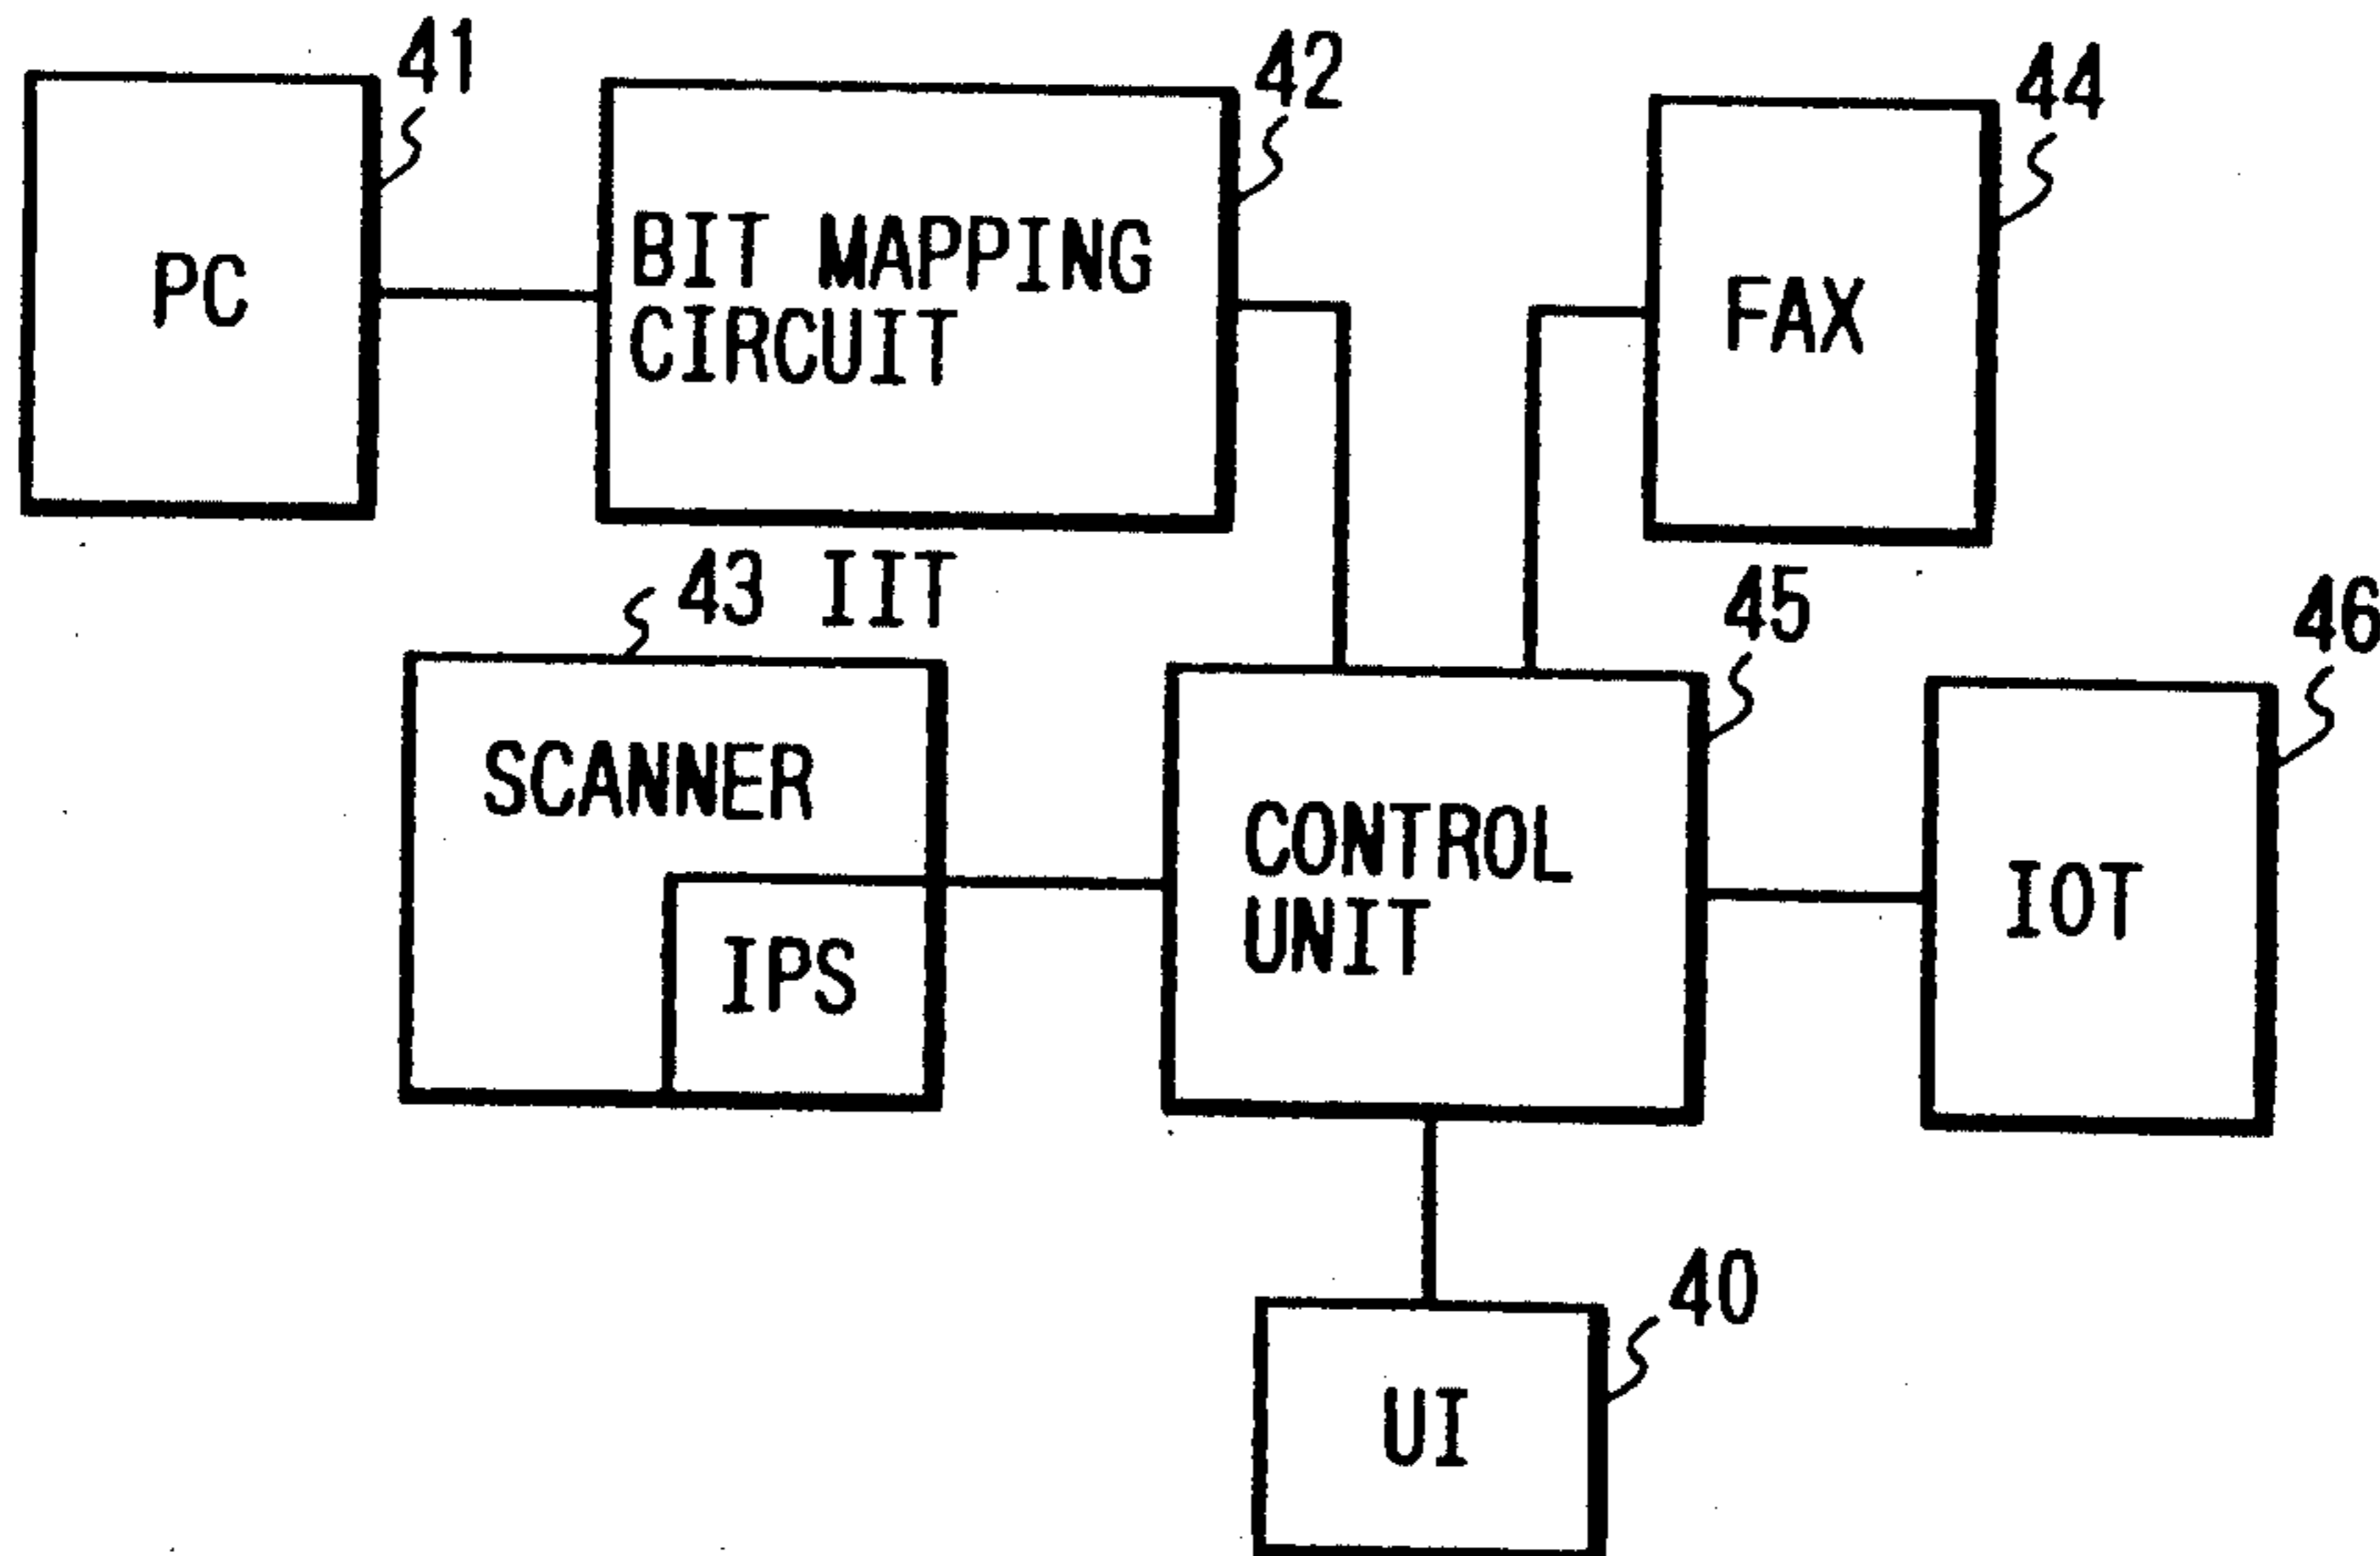 41
42
44
PC
BIT MAPPING
CIRCUIT
FAX
43 IIT
45
46
SCANNER
IPS
CONTROL
UNIT
IOT
40
UI